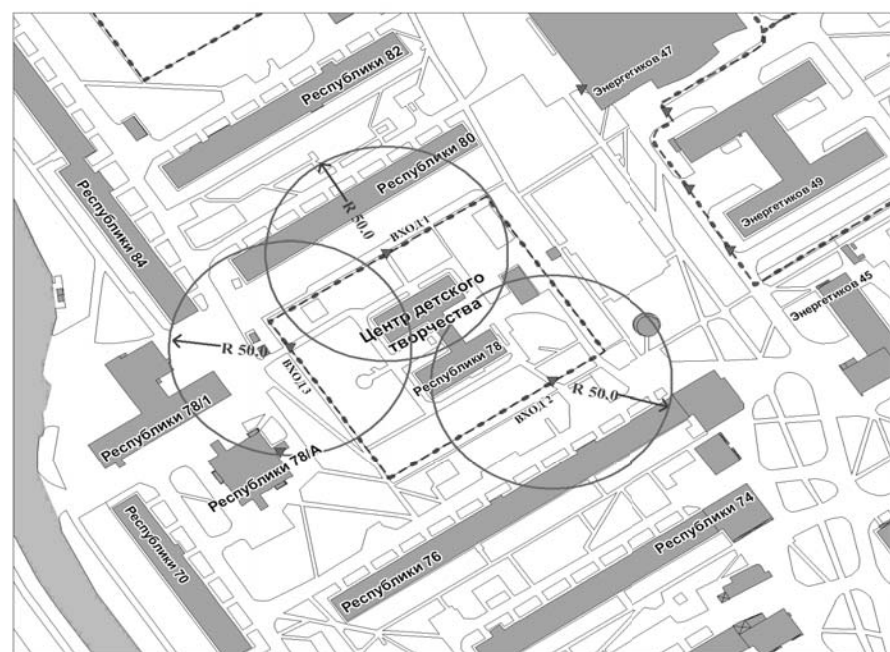 Республики 82
Энергетиков 47
Республики 80
Республики 84
R 50.0
ВХОД 1
Энергетиков 49
Центр детского
творчества
Энергетиков 45
R 50.0
ВХОД 3
Республики 78
R 50.0
ВХОД 2
Республики 78/1
Республики 78/А
Республики 74
Республики 76
Республики 70